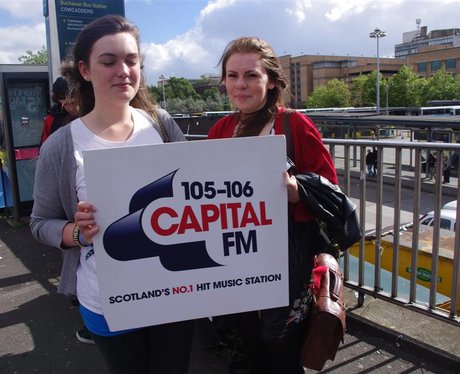 Buchanan Bus Station
COWCADDENS
105-106
CAPITAL
FM
SCOTLAND'S NO.1 HIT MUSIC STATION